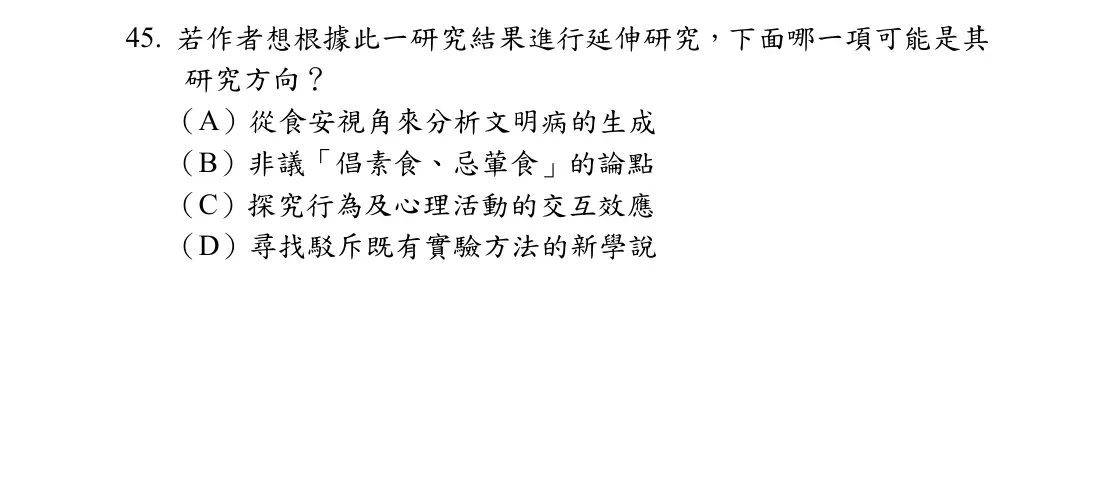 45. 若作者想根據此一研究結果進行延伸研究，下面哪一項可能是其
研究方向？
（A）從食安視角來分析文明病的生成
（B）非議「倡素食、忌葷食」的論點
（C）探究行為及心理活動的交互效應
（D）尋找駁斥既有實驗方法的新學說